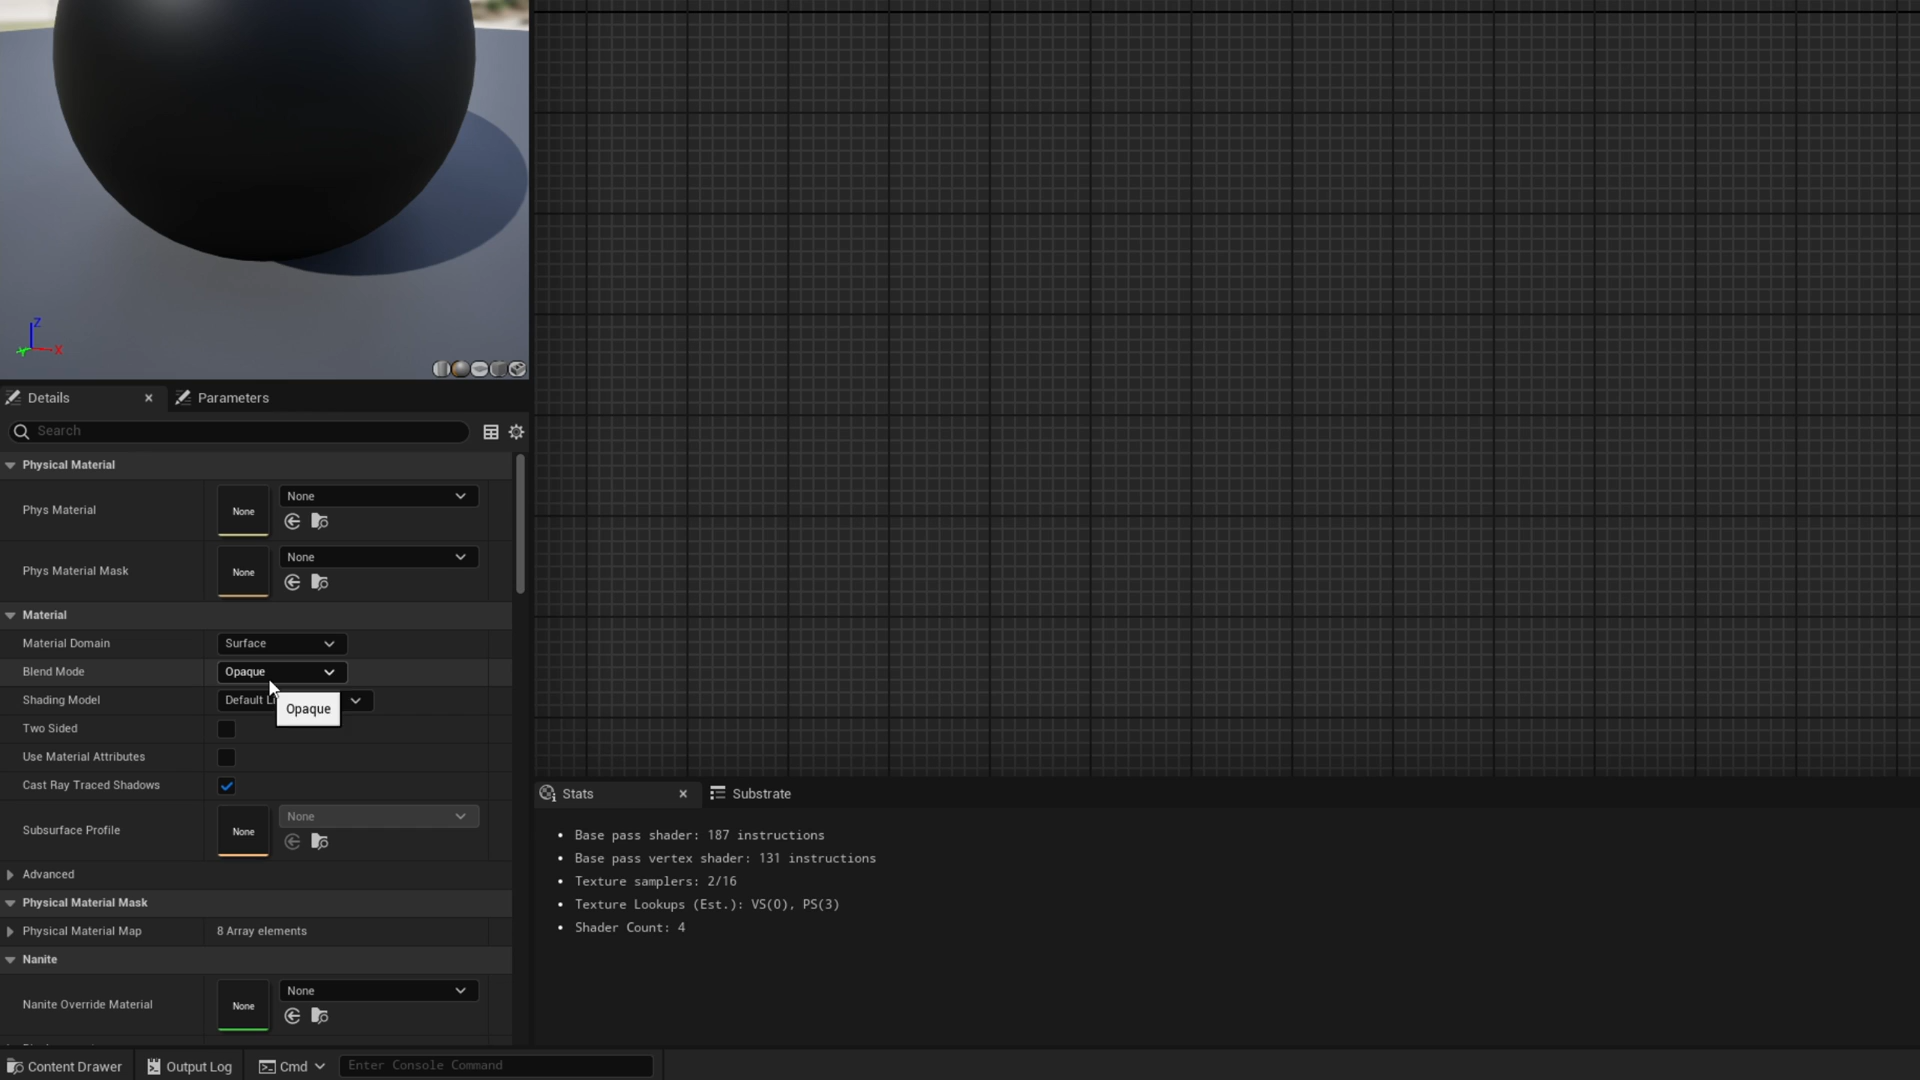 Z
X
Y
Details
Parameters
Search
Physical Material
Phys Material
None
None
Phys Material Mask
None
None
Material
Material Domain
Surface
Blend Mode
Opaque
Shading Model
Default
Opaque
Two Sided
Use Material Attributes
Cast Ray Traced Shadows
Subsurface Profile
None
None
Advanced
Physical Material Mask
Physical Material Map
8 Array elements
Nanite
Nanite Override Material
None
None
Stats
Substrate
• Base pass shader: 187 instructions
• Base pass vertex shader: 131 instructions
• Texture samplers: 2/16
• Texture Lookups (Est.): VS(0), PS(3)
• Shader Count: 4
Content Drawer
Output Log
Cmd
Enter Console Command